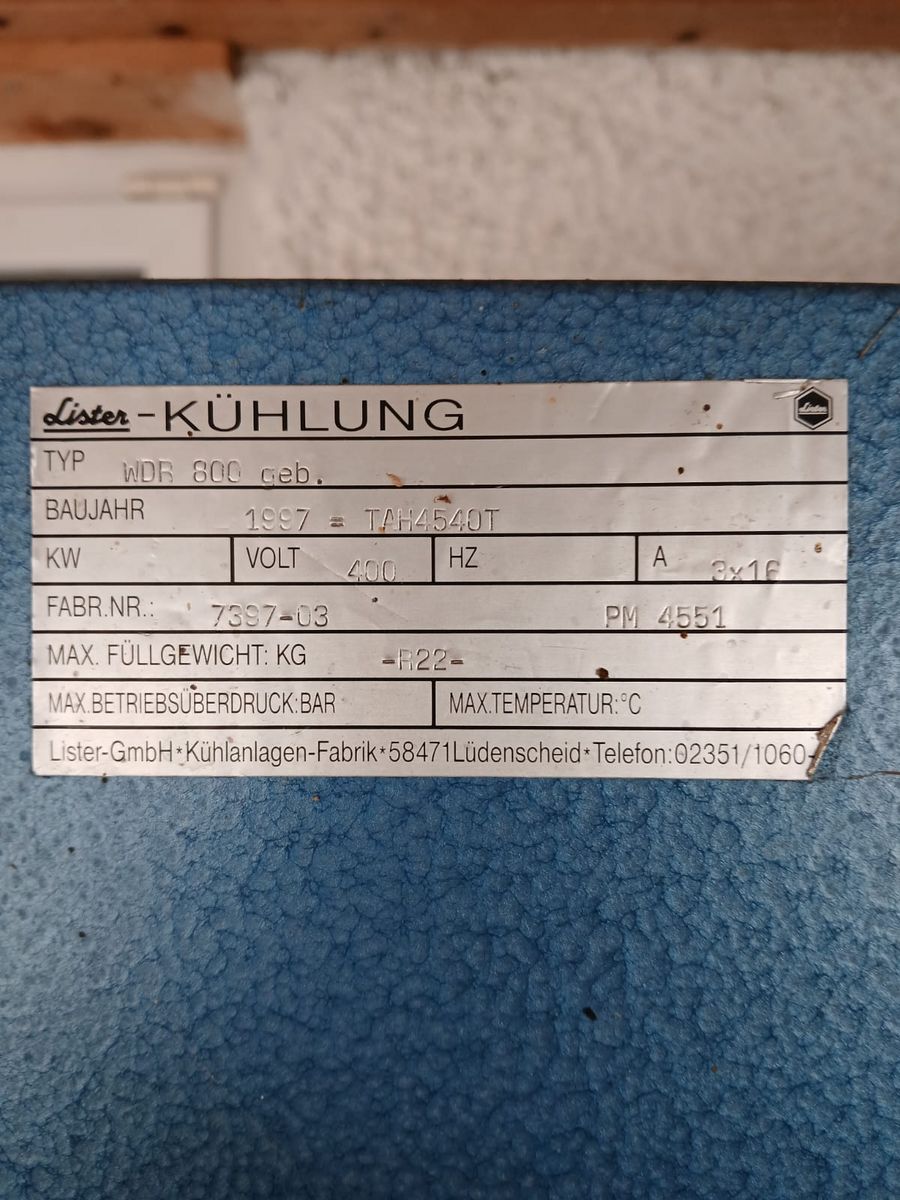 Lister-KÜHLUNG Lister
TYP WDR 800 geb.
BAUJAHR 1997 = TAH4540T
KW VOLT 400 HZ A 3x16
FABR.NR.: 7397-03 PM 4551
MAX. FÜLLGEWICHT: KG -R22-
MAX.BETRIEBSÜBERDRUCK:BAR MAX.TEMPERATUR:°C
Lister-GmbH*Kühlanlagen-Fabrik*58471Lüdenscheid*Telefon:02351/1060-